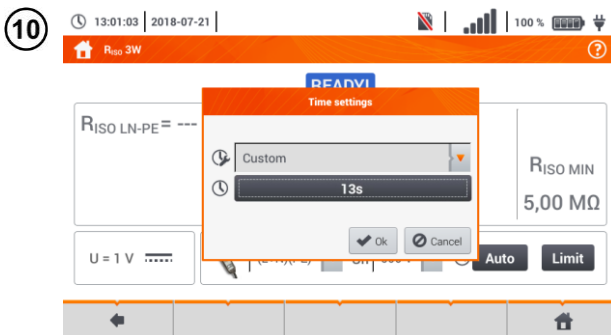 10
13:01:03 2018-07-21 100 %
RISO 3W ?
READY!
Time settings
RISO LN-PE= ---
Custom
13s
RISO MIN
5,00 MΩ
Ok Cancel
U = 1 V Auto Limit